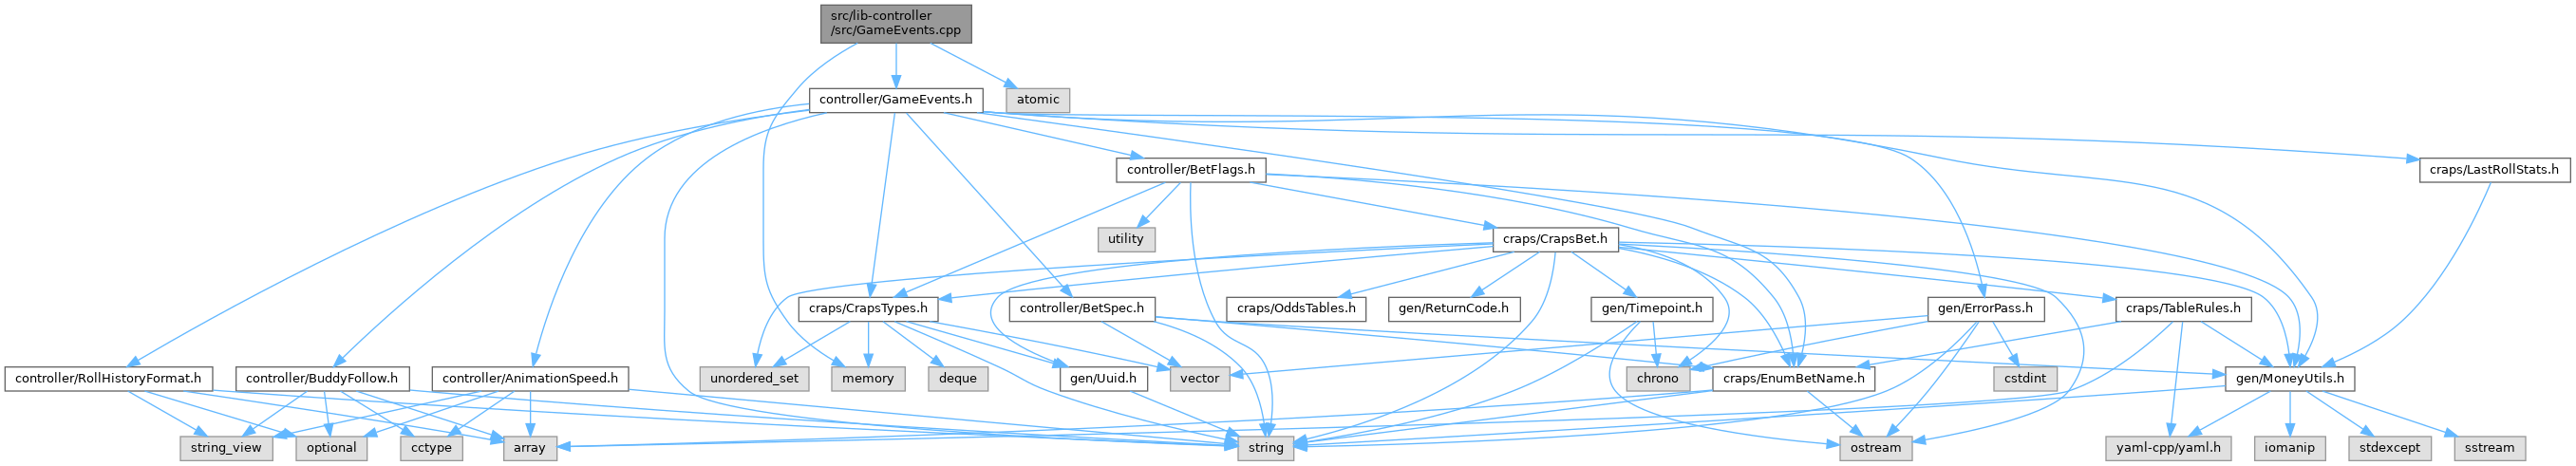 src/lib-controller
/src/GameEvents.cpp
controller/GameEvents.h
atomic
controller/BetFlags.h
craps/LastRollStats.h
utility
craps/CrapsBet.h
craps/CrapsTypes.h
controller/BetSpec.h
craps/OddsTables.h
gen/ReturnCode.h
gen/Timepoint.h
gen/ErrorPass.h
craps/TableRules.h
controller/RollHistoryFormat.h
controller/BuddyFollow.h
controller/AnimationSpeed.h
unordered_set
memory
deque
gen/Uuid.h
vector
chrono
craps/EnumBetName.h
cstdint
gen/MoneyUtils.h
string_view
optional
cctype
array
string
ostream
yaml-cpp/yaml.h
iomanip
stdexcept
sstream